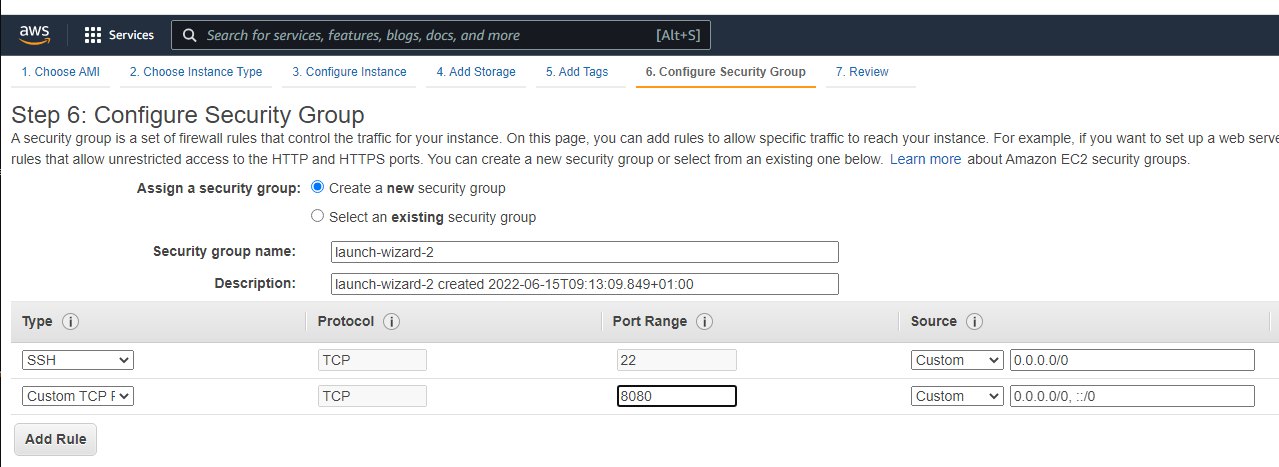 aws Services Search for services, features, blogs, docs, and more [Alt+S]
1. Choose AMI 2. Choose Instance Type 3. Configure Instance 4. Add Storage 5. Add Tags 6. Configure Security Group 7. Review
Step 6: Configure Security Group
A security group is a set of firewall rules that control the traffic for your instance. On this page, you can add rules to allow specific traffic to reach your instance. For example, if you want to set up a web serve
rules that allow unrestricted access to the HTTP and HTTPS ports. You can create a new security group or select from an existing one below. Learn more about Amazon EC2 security groups.
Assign a security group: Create a new security group
Select an existing security group
Security group name: launch-wizard-2
Description: launch-wizard-2 created 2022-06-15T09:13:09.849+01:00
Type i Protocol i Port Range i Source i
SSH TCP 22 Custom 0.0.0.0/0
Custom TCP F TCP 8080 Custom 0.0.0.0/0, ::/0
Add Rule